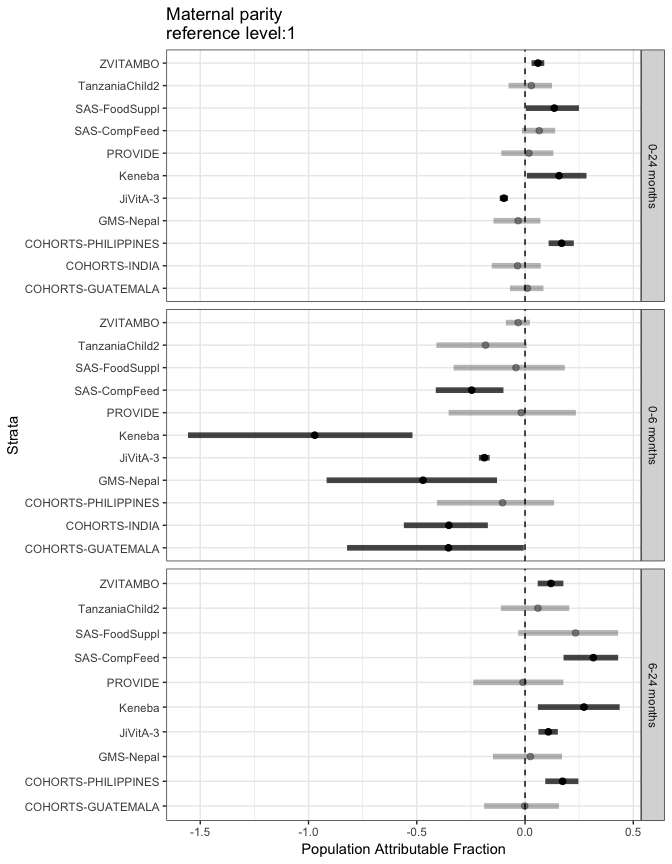 Maternal parity
reference level:1
Strata
ZVITAMBO
TanzaniaChild2
SAS-FoodSuppl
SAS-CompFeed
PROVIDE
Keneba
JiVitA-3
GMS-Nepal
COHORTS-PHILIPPINES
COHORTS-INDIA
COHORTS-GUATEMALA
0-24 months
ZVITAMBO
TanzaniaChild2
SAS-FoodSuppl
SAS-CompFeed
PROVIDE
Keneba
JiVitA-3
GMS-Nepal
COHORTS-PHILIPPINES
COHORTS-INDIA
COHORTS-GUATEMALA
0-6 months
ZVITAMBO
TanzaniaChild2
SAS-FoodSuppl
SAS-CompFeed
PROVIDE
Keneba
JiVitA-3
GMS-Nepal
COHORTS-PHILIPPINES
COHORTS-GUATEMALA
6-24 months
-1.5 -1.0 -0.5 0.0 0.5
Population Attributable Fraction